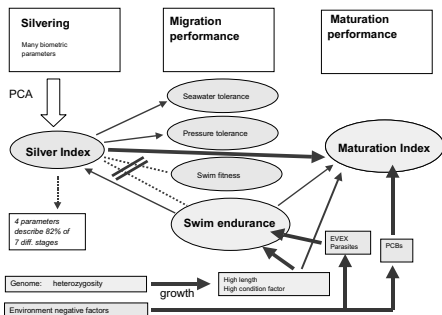 Silvering
Many biometric
parameters
Migration
performance
Maturation
performance
PCA
Seawater tolerance
Pressure tolerance
Silver Index
Maturation Index
Swim fitness
Swim endurance
4 parameters
describe 82% of
7 diff. stages
EVEX
Parasites
PCBs
Genome: heterozygosity
growth
High length
High condition factor
Environment negative factors